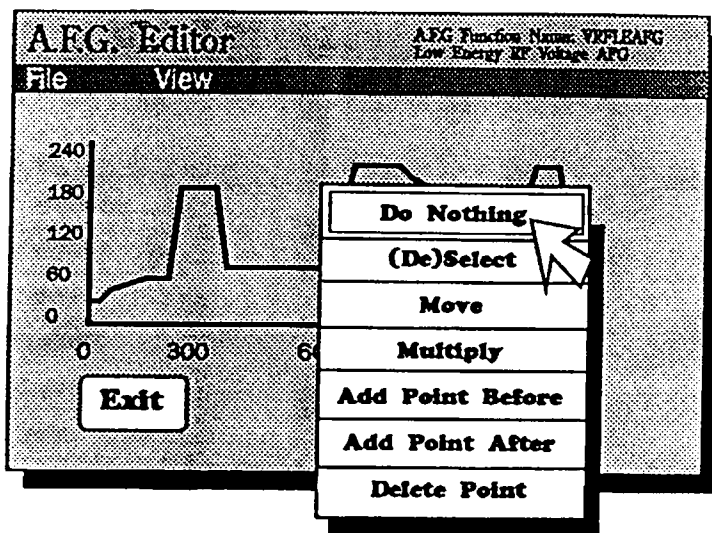 A.F.G. Editor
A.F.G Function Name: VRFLEAFG
Low Energy RF Voltage AFG
File View
240
180
120
60
0
0 300
Do Nothing
(De)Select
Move
Multiply
Add Point Before
Add Point After
Delete Point
Exit